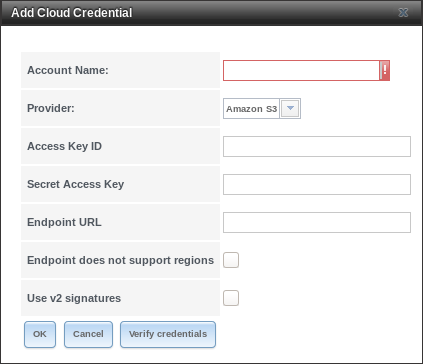 Add Cloud Credential
Account Name:
Provider:
Amazon S3
Access Key ID
Secret Access Key
Endpoint URL
Endpoint does not support regions
Use v2 signatures
OK
Cancel
Verify credentials